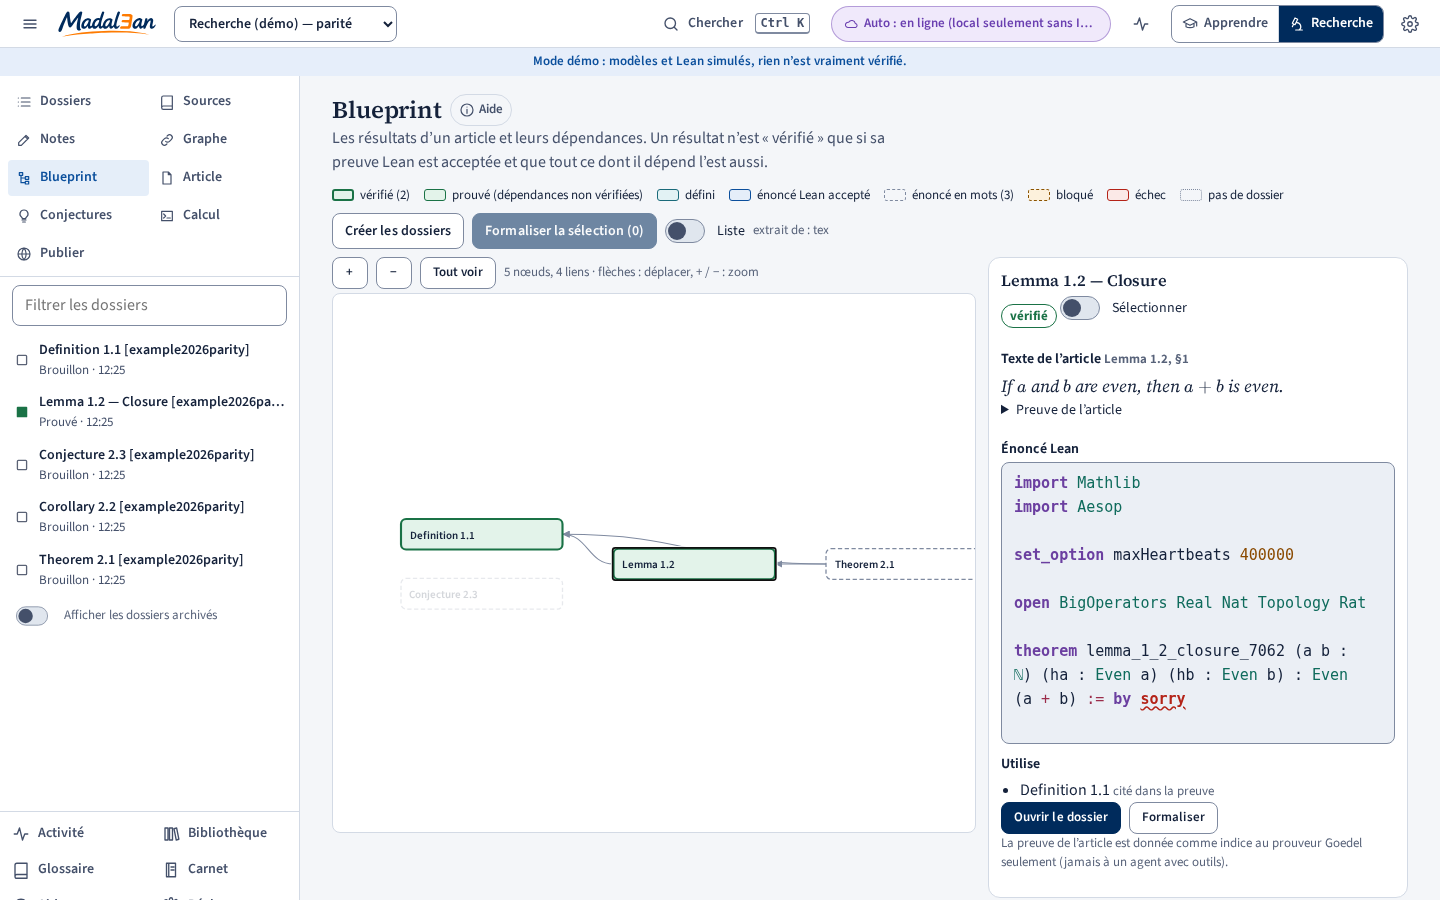 Madal∃an
Recherche (démo) — parité
Chercher
Ctrl K
Auto : en ligne (local seulement sans I…
Apprendre
Recherche
Mode démo : modèles et Lean simulés, rien n’est vraiment vérifié.
Dossiers
Sources
Notes
Graphe
Blueprint
Article
Conjectures
Calcul
Publier
Filtrer les dossiers
Definition 1.1 [example2026parity]
Brouillon · 12:25
Lemma 1.2 — Closure [example2026pa…
Prouvé · 12:25
Conjecture 2.3 [example2026parity]
Brouillon · 12:25
Corollary 2.2 [example2026parity]
Brouillon · 12:25
Theorem 2.1 [example2026parity]
Brouillon · 12:25
Afficher les dossiers archivés
Activité
Bibliothèque
Glossaire
Carnet
Blueprint
Aide
Les résultats d’un article et leurs dépendances. Un résultat n’est « vérifié » que si sa
preuve Lean est acceptée et que tout ce dont il dépend l’est aussi.
vérifié (2)
prouvé (dépendances non vérifiées)
défini
énoncé Lean accepté
énoncé en mots (3)
bloqué
échec
pas de dossier
Créer les dossiers
Formaliser la sélection (0)
Liste
extrait de : tex
+
−
Tout voir
5 nœuds, 4 liens · flèches : déplacer, + / − : zoom
Definition 1.1
Lemma 1.2
Theorem 2.1
Conjecture 2.3
Lemma 1.2 — Closure
vérifié
Sélectionner
Texte de l’article Lemma 1.2, §1
If a and b are even, then a + b is even.
Preuve de l’article
Énoncé Lean
import Mathlib
import Aesop
set_option maxHeartbeats 400000
open BigOperators Real Nat Topology Rat
theorem lemma_1_2_closure_7062 (a b :
ℕ) (ha : Even a) (hb : Even b) : Even
(a + b) := by sorry
Utilise
• Definition 1.1 cité dans la preuve
Ouvrir le dossier
Formaliser
La preuve de l’article est donnée comme indice au prouveur Goedel
seulement (jamais à un agent avec outils).